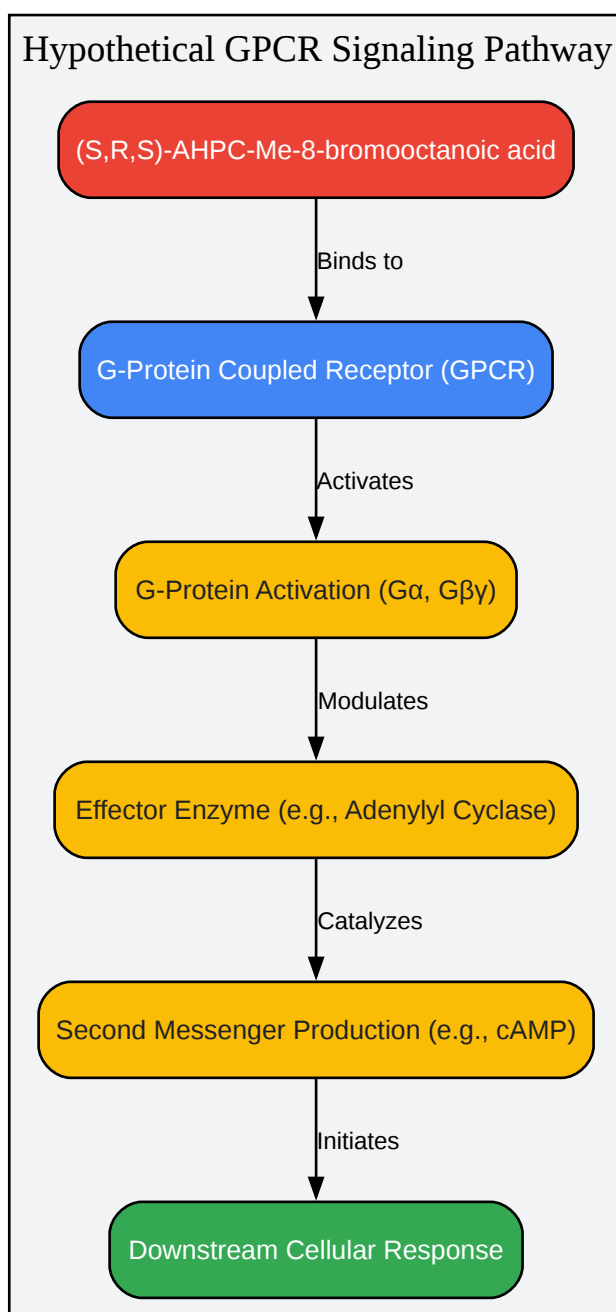 Hypothetical GPCR Signaling Pathway
(S,R,S)-AHPC-Me-8-bromooctanoic acid
Binds to
G-Protein Coupled Receptor (GPCR)
Activates
G-Protein Activation (Gα, Gβγ)
Modulates
Effector Enzyme (e.g., Adenylyl Cyclase)
Catalyzes
Second Messenger Production (e.g., cAMP)
Initiates
Downstream Cellular Response